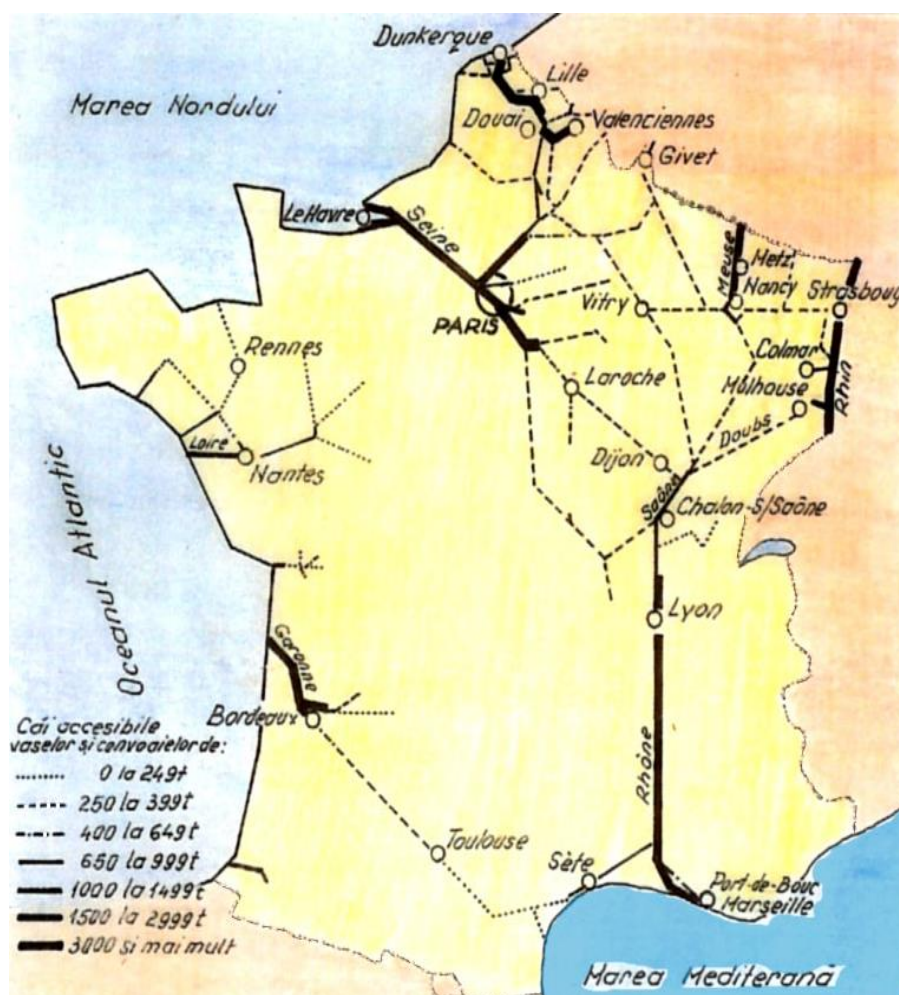 Dunkerque
Lille
Marea Nordului
Douai
Valenciennes
Givet
Le Havre
Seine
Meuse
Metz
Nancy
Strasboug
Vitry
PARIS
Colmar
Rennes
Laroche
Mülhouse
Rhin
Doubs
Loire
Nantes
Dijon
Saône
Chalon-s/Saône
Oceanul Atlantic
Lyon
Garonne
Bordeaux
Căi accesibile
vaselor și convoaielor de:
0 la 249t
250 la 399t
400 la 649t
650 la 999t
1000 la 1499t
1500 la 2999t
3000 și mai mult
Rhône
Toulouse
Sète
Port-de-Bouc
Marseille
Marea Mediterană